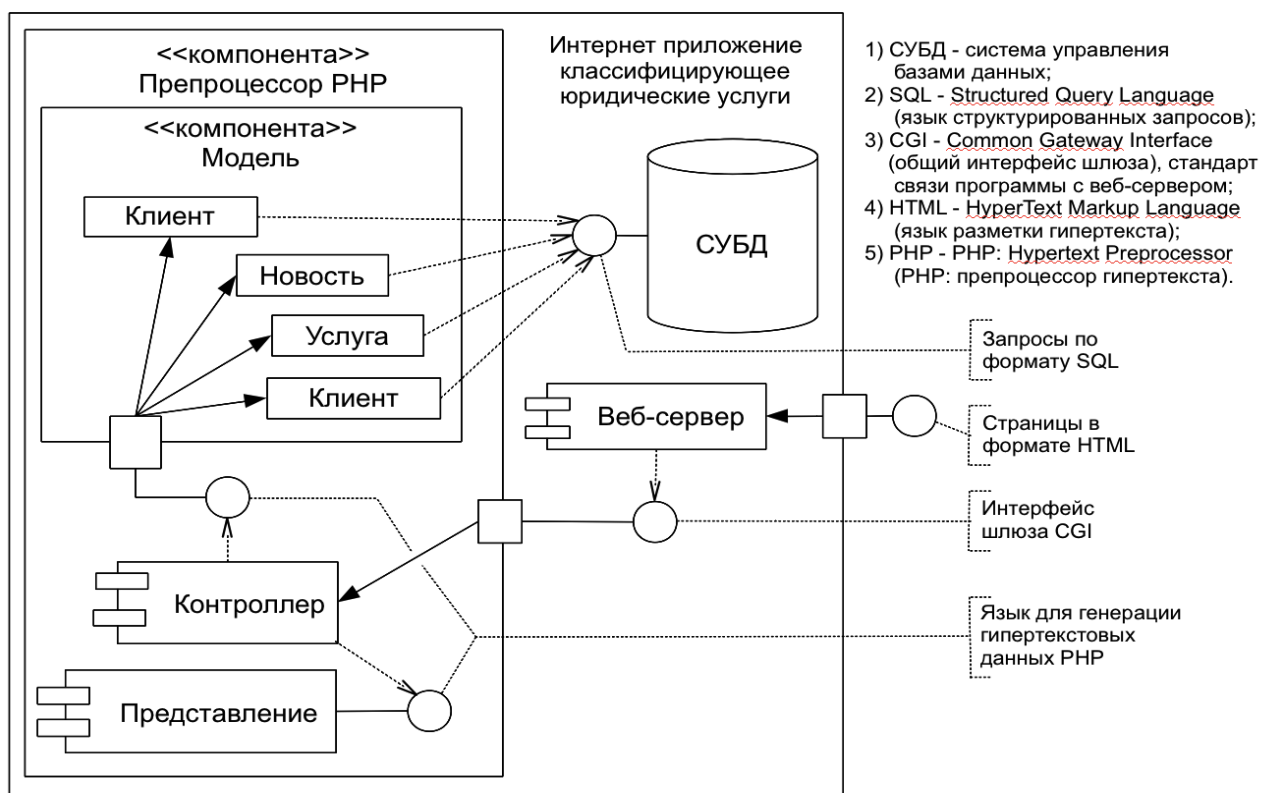 <<компонента>>
Препроцессор PHP
<<компонента>>
Модель
Клиент
Новость
Услуга
Клиент
Контроллер
Представление
Интернет приложение
классифицирующее
юридические услуги
СУБД
Веб-сервер
1) СУБД - система управления
базами данных;
2) SQL - Structured Query Language
(язык структурированных запросов);
3) CGI - Common Gateway Interface
(общий интерфейс шлюза), стандарт
связи программы с веб-сервером;
4) HTML - HyperText Markup Language
(язык разметки гипертекста);
5) PHP - PHP: Hypertext Preprocessor
(PHP: препроцессор гипертекста).
Запросы по
формату SQL
Страницы в
формате HTML
Интерфейс
шлюза CGI
Язык для генерации
гипертекстовых
данных PHP